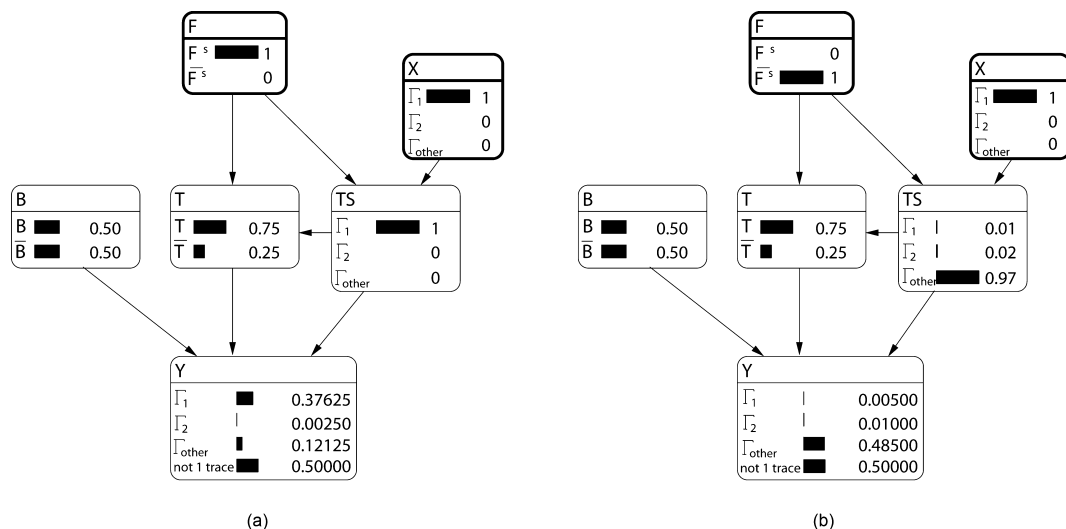 F
F s 1
F̅ s 0
X
Γ1 1
Γ2 0
Γother 0
B
B 0.50
B̅ 0.50
T
T 0.75
T̅ 0.25
TS
Γ1 1
Γ2 0
Γother 0
Y
Γ1 0.37625
Γ2 0.00250
Γother 0.12125
not 1 trace 0.50000
(a)
F
F s 0
F̅ s 1
X
Γ1 1
Γ2 0
Γother 0
B
B 0.50
B̅ 0.50
T
T 0.75
T̅ 0.25
TS
Γ1 0.01
Γ2 0.02
Γother 0.97
Y
Γ1 0.00500
Γ2 0.01000
Γother 0.48500
not 1 trace 0.50000
(b)